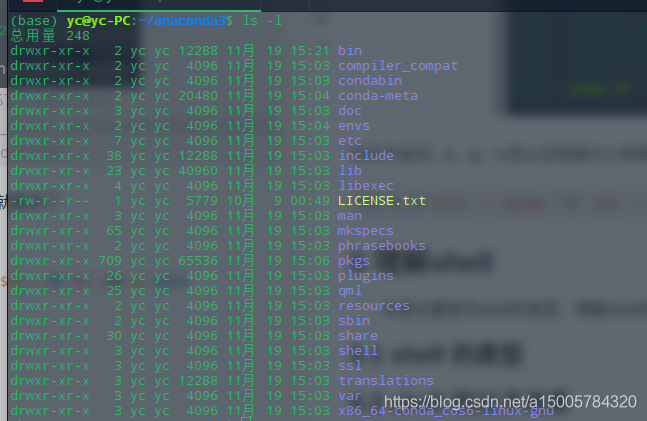 (base) yc@yc-PC:~/anaconda3$ ls -l
总用量 248
drwxr-xr-x 2 yc yc 12288 11月 19 15:21 bin
drwxr-xr-x 2 yc yc 4096 11月 19 15:03 compiler_compat
drwxr-xr-x 2 yc yc 4096 11月 19 15:03 condabin
drwxr-xr-x 2 yc yc 20480 11月 19 15:04 conda-meta
drwxr-xr-x 3 yc yc 4096 11月 19 15:03 doc
drwxr-xr-x 2 yc yc 4096 11月 19 15:04 envs
drwxr-xr-x 7 yc yc 4096 11月 19 15:03 etc
drwxr-xr-x 38 yc yc 12288 11月 19 15:03 include
drwxr-xr-x 23 yc yc 40960 11月 19 15:03 lib
drwxr-xr-x 4 yc yc 4096 11月 19 15:03 libexec
-rw-r--r-- 1 yc yc 5779 10月 9 00:49 LICENSE.txt
drwxr-xr-x 3 yc yc 4096 11月 19 15:03 man
drwxr-xr-x 65 yc yc 4096 11月 19 15:03 mkspecs
drwxr-xr-x 2 yc yc 4096 11月 19 15:03 phrasebooks
drwxr-xr-x 709 yc yc 65536 11月 19 15:06 pkgs
drwxr-xr-x 26 yc yc 4096 11月 19 15:03 plugins
drwxr-xr-x 25 yc yc 4096 11月 19 15:03 qml
drwxr-xr-x 2 yc yc 4096 11月 19 15:03 resources
drwxr-xr-x 2 yc yc 4096 11月 19 15:03 sbin
drwxr-xr-x 30 yc yc 4096 11月 19 15:03 share
drwxr-xr-x 3 yc yc 4096 11月 19 15:03 shell
drwxr-xr-x 3 yc yc 4096 11月 19 15:03 ssl
drwxr-xr-x 3 yc yc 12288 11月 19 15:03 translations
drwxr-xr-x 3 yc yc 4096 11月 19 15:03 var
drwxr-xr-x 3 yc yc 4096 11月 19 15:03 x86_64-conda_cos6-linux-gnu
shell
shell 的类型
https://blog.csdn.net/a15005784320